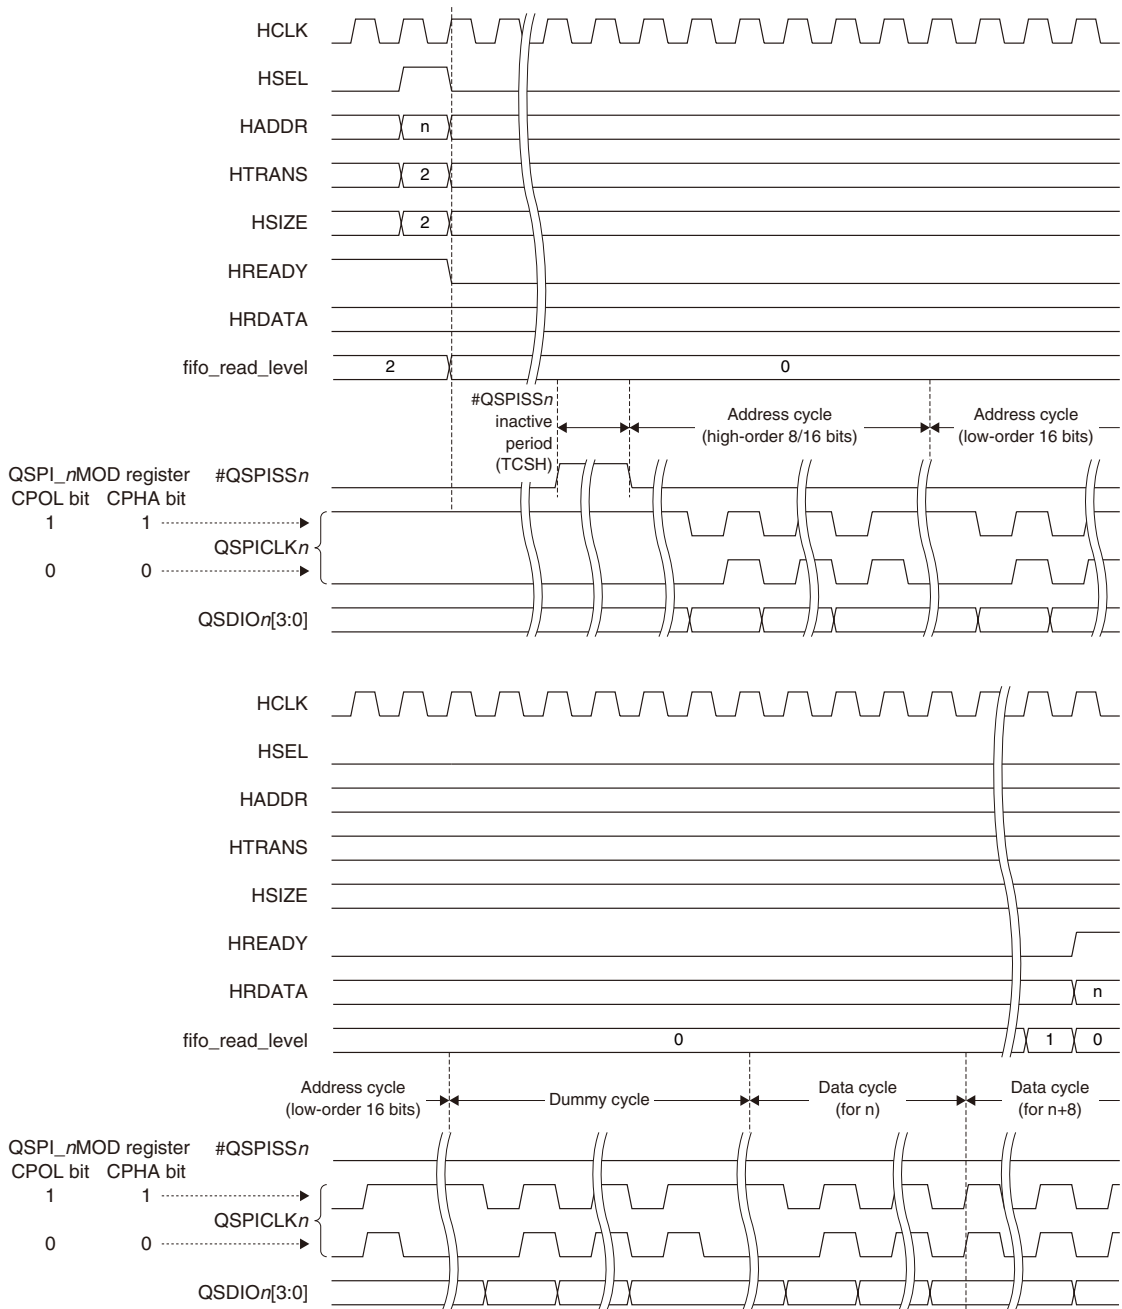 HCLK
HSEL
HADDR n
HTRANS 2
HSIZE 2
HREADY
HRDATA
fifo_read_level 2 0
#QSPISSn
inactive
period
(TCSH)
Address cycle
(high-order 8/16 bits)
Address cycle
(low-order 16 bits)
QSPI_nMOD register #QSPISSn
CPOL bit CPHA bit
1 1
QSPICLKn
0 0
QSDIOn[3:0]
HCLK
HSEL
HADDR
HTRANS
HSIZE
HREADY
HRDATA n
fifo_read_level 0 1 0
Address cycle
(low-order 16 bits)
Dummy cycle
Data cycle
(for n)
Data cycle
(for n+8)
QSPI_nMOD register #QSPISSn
CPOL bit CPHA bit
1 1
QSPICLKn
0 0
QSDIOn[3:0]